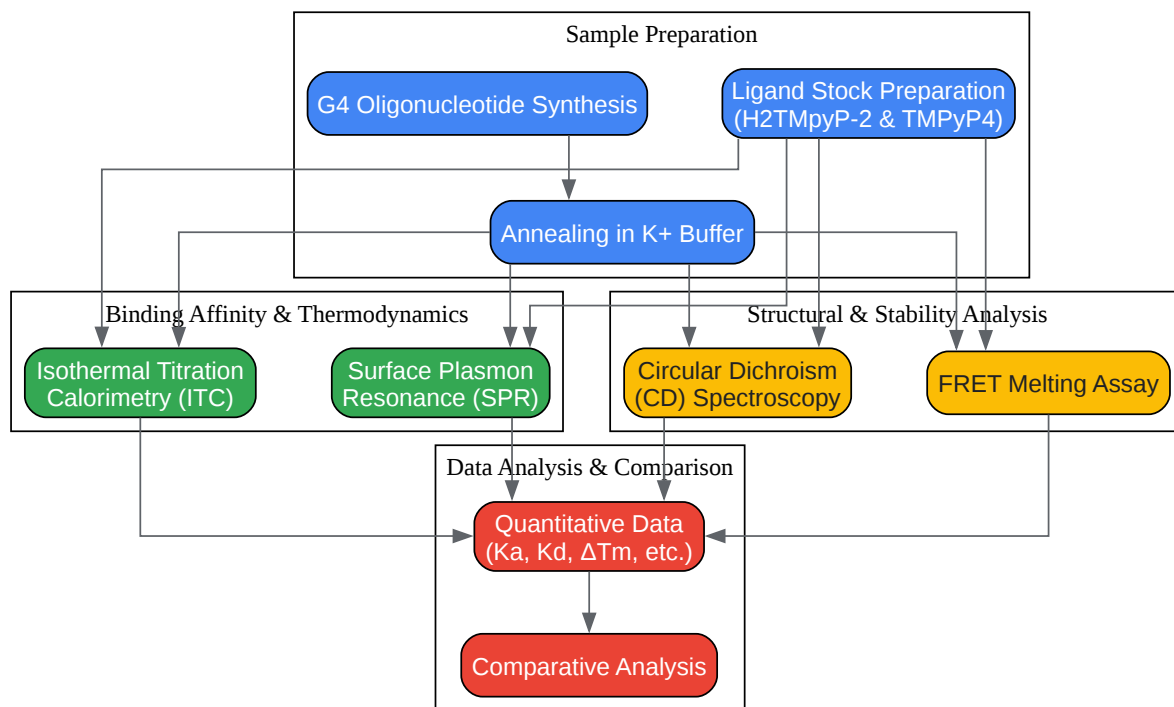 Sample Preparation
G4 Oligonucleotide Synthesis
Ligand Stock Preparation
(H2TMpyP-2 & TMPyP4)
Annealing in K+ Buffer
Binding Affinity & Thermodynamics
Structural & Stability Analysis
Isothermal Titration
Calorimetry (ITC)
Surface Plasmon
Resonance (SPR)
Circular Dichroism
(CD) Spectroscopy
FRET Melting Assay
Data Analysis & Comparison
Quantitative Data
(Ka, Kd, ΔTm, etc.)
Comparative Analysis